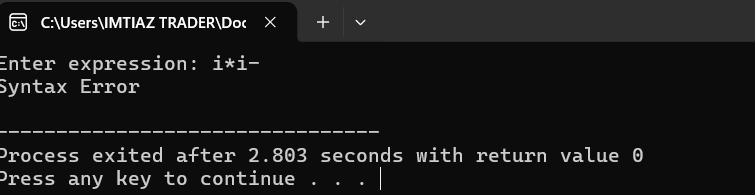 C:\Users\IMTIAZ TRADER\Doc
Enter expression: i*i-
Syntax Error
--------------------------------
Process exited after 2.803 seconds with return value 0
Press any key to continue . . .